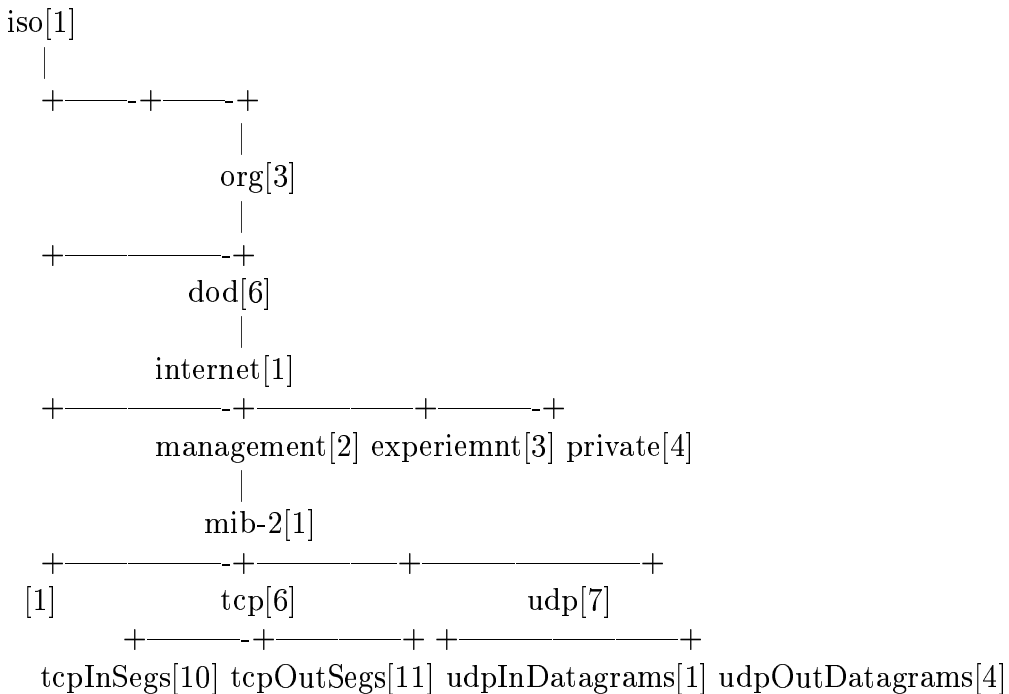 iso[1]
org[3]
dod[6]
internet[1]
management[2] experiemnt[3] private[4]
mib-2[1]
[1] tcp[6] udp[7]
tcpInSegs[10] tcpOutSegs[11] udpInDatagrams[1] udpOutDatagrams[4]